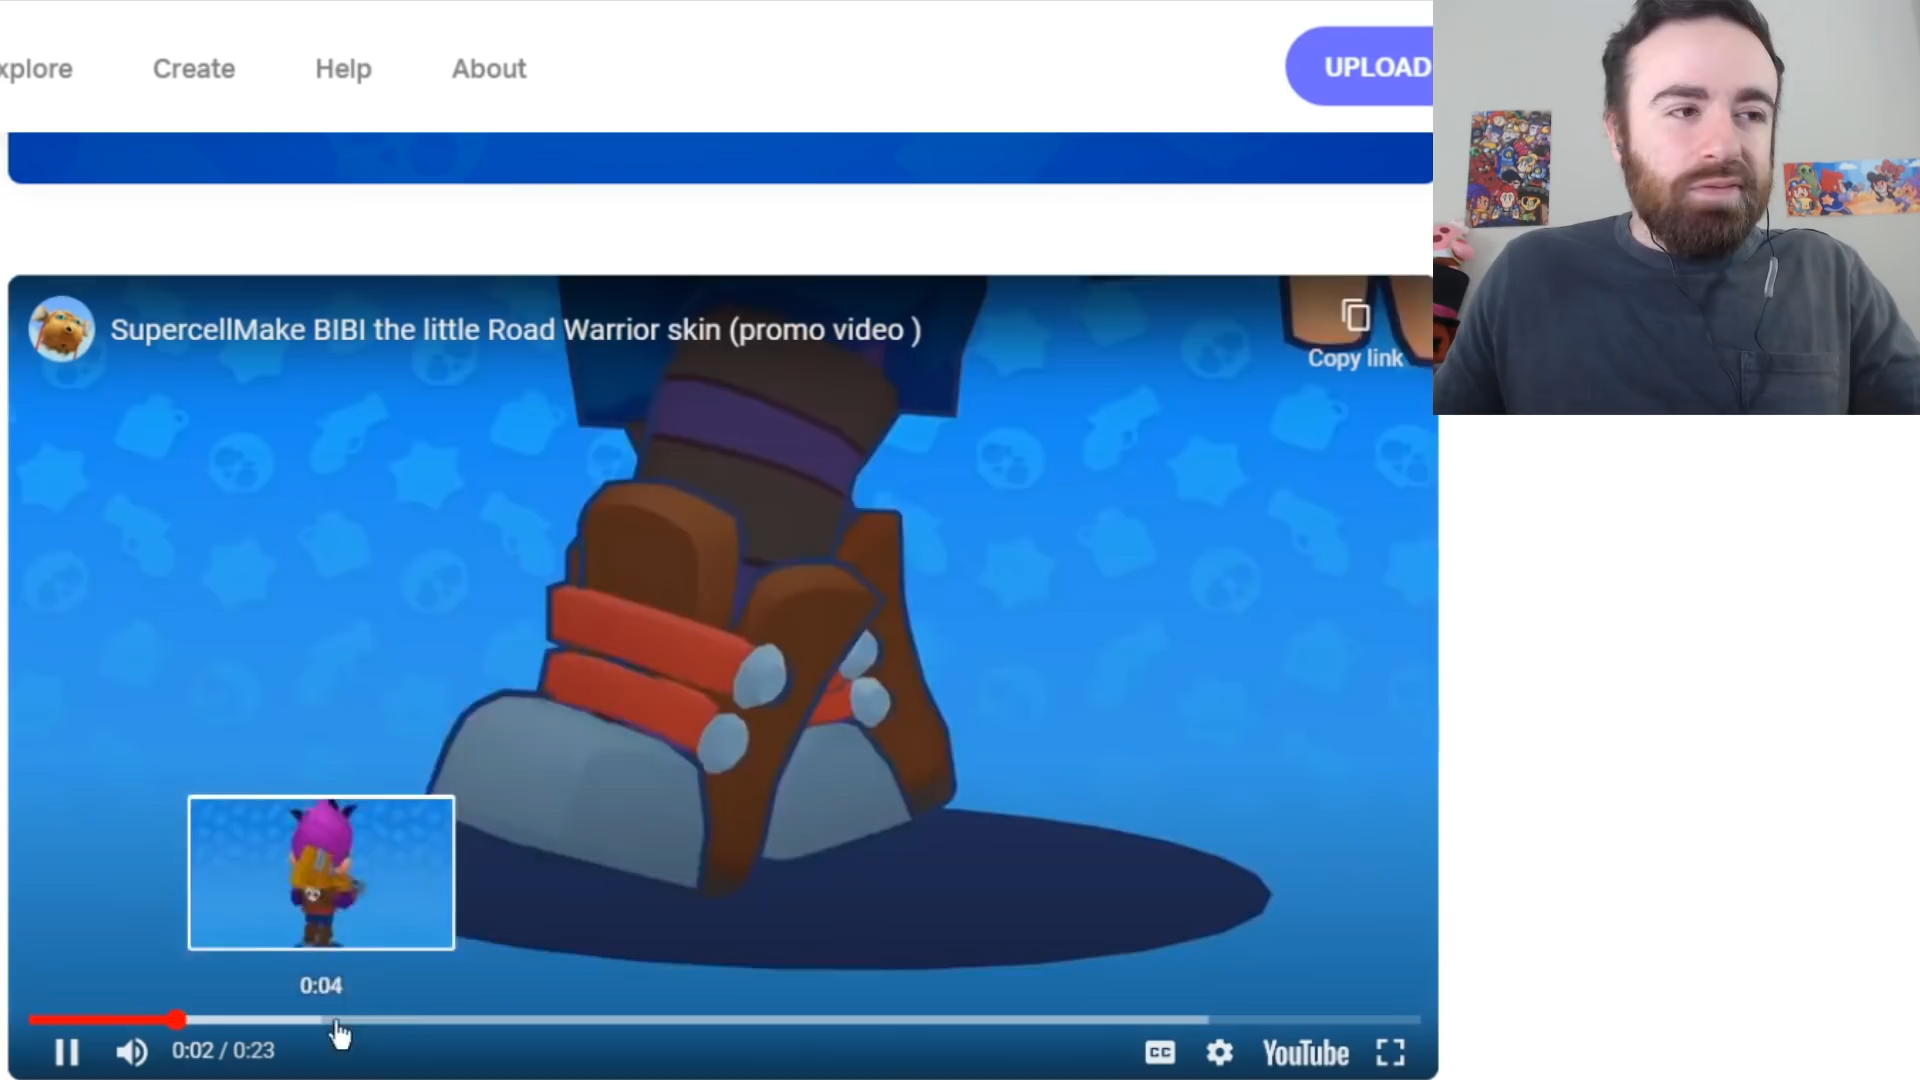 xplore Create Help About UPLOAD
SupercellMake BIBI the little Road Warrior skin (promo video )
Copy link
0:04
0:02 / 0:23
CC YouTube